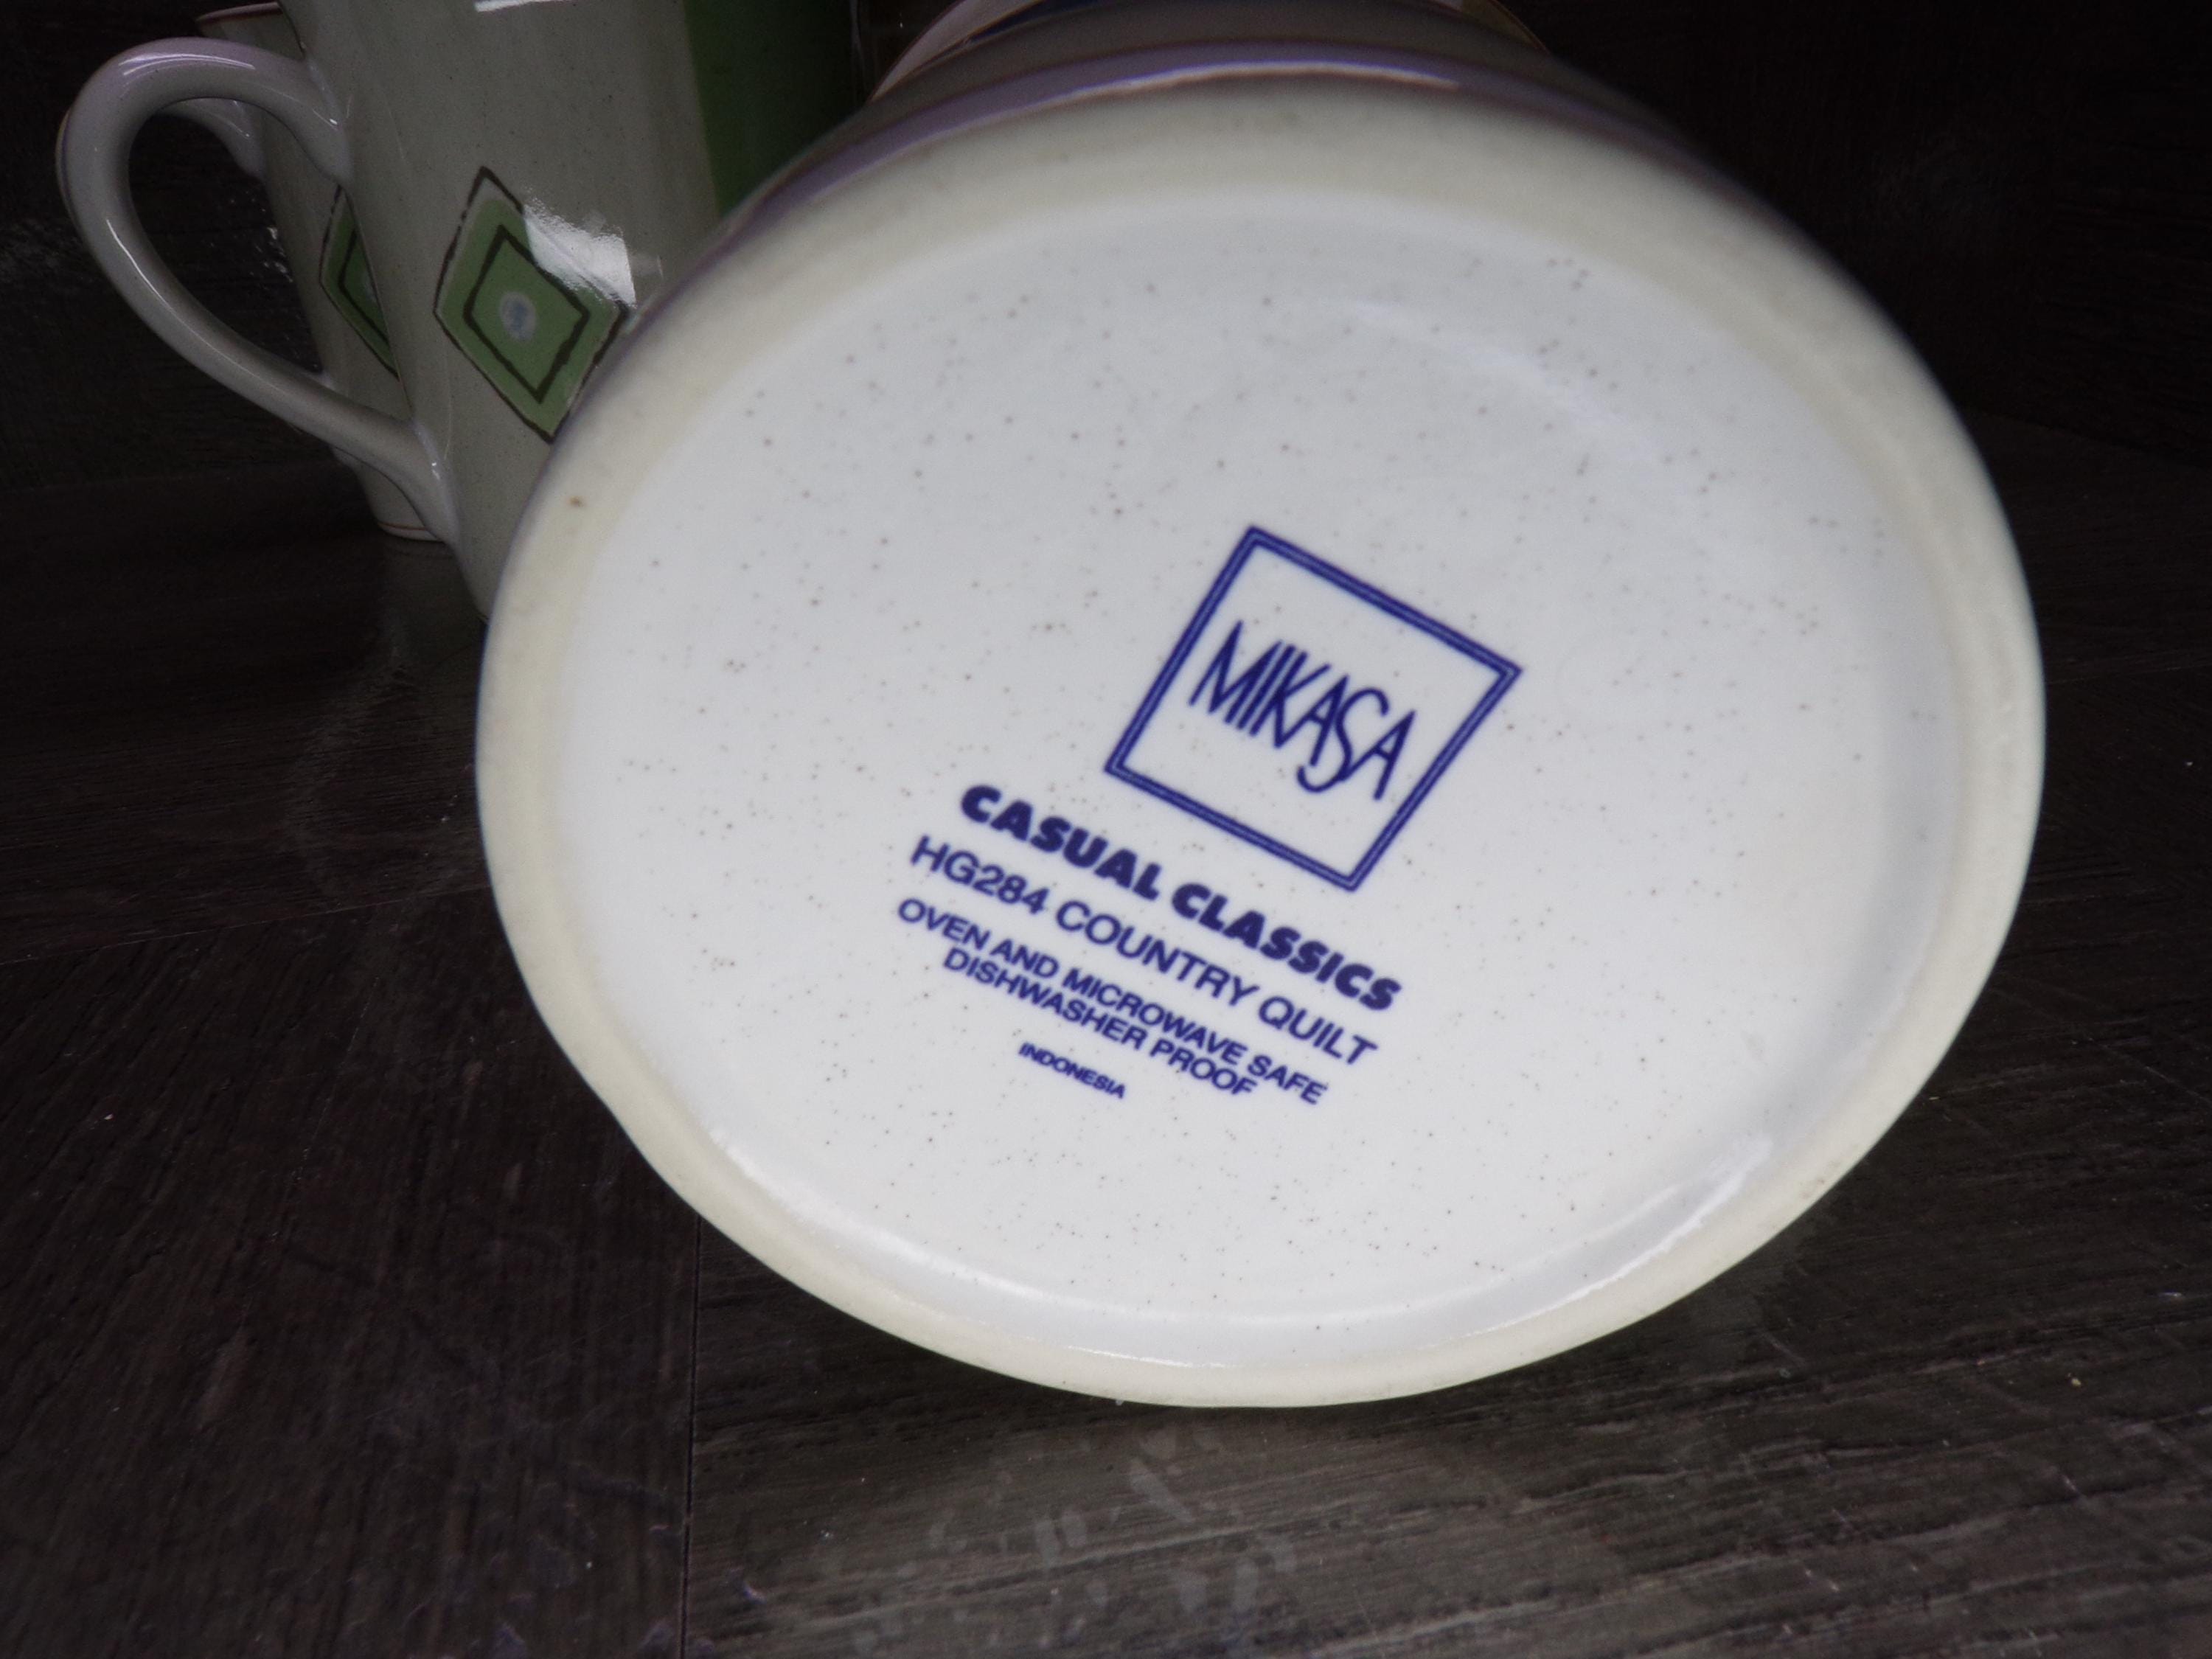 MIKASA
CASUAL CLASSICS
HG284 COUNTRY QUILT
OVEN AND MICROWAVE SAFE
DISHWASHER PROOF
INDONESIA